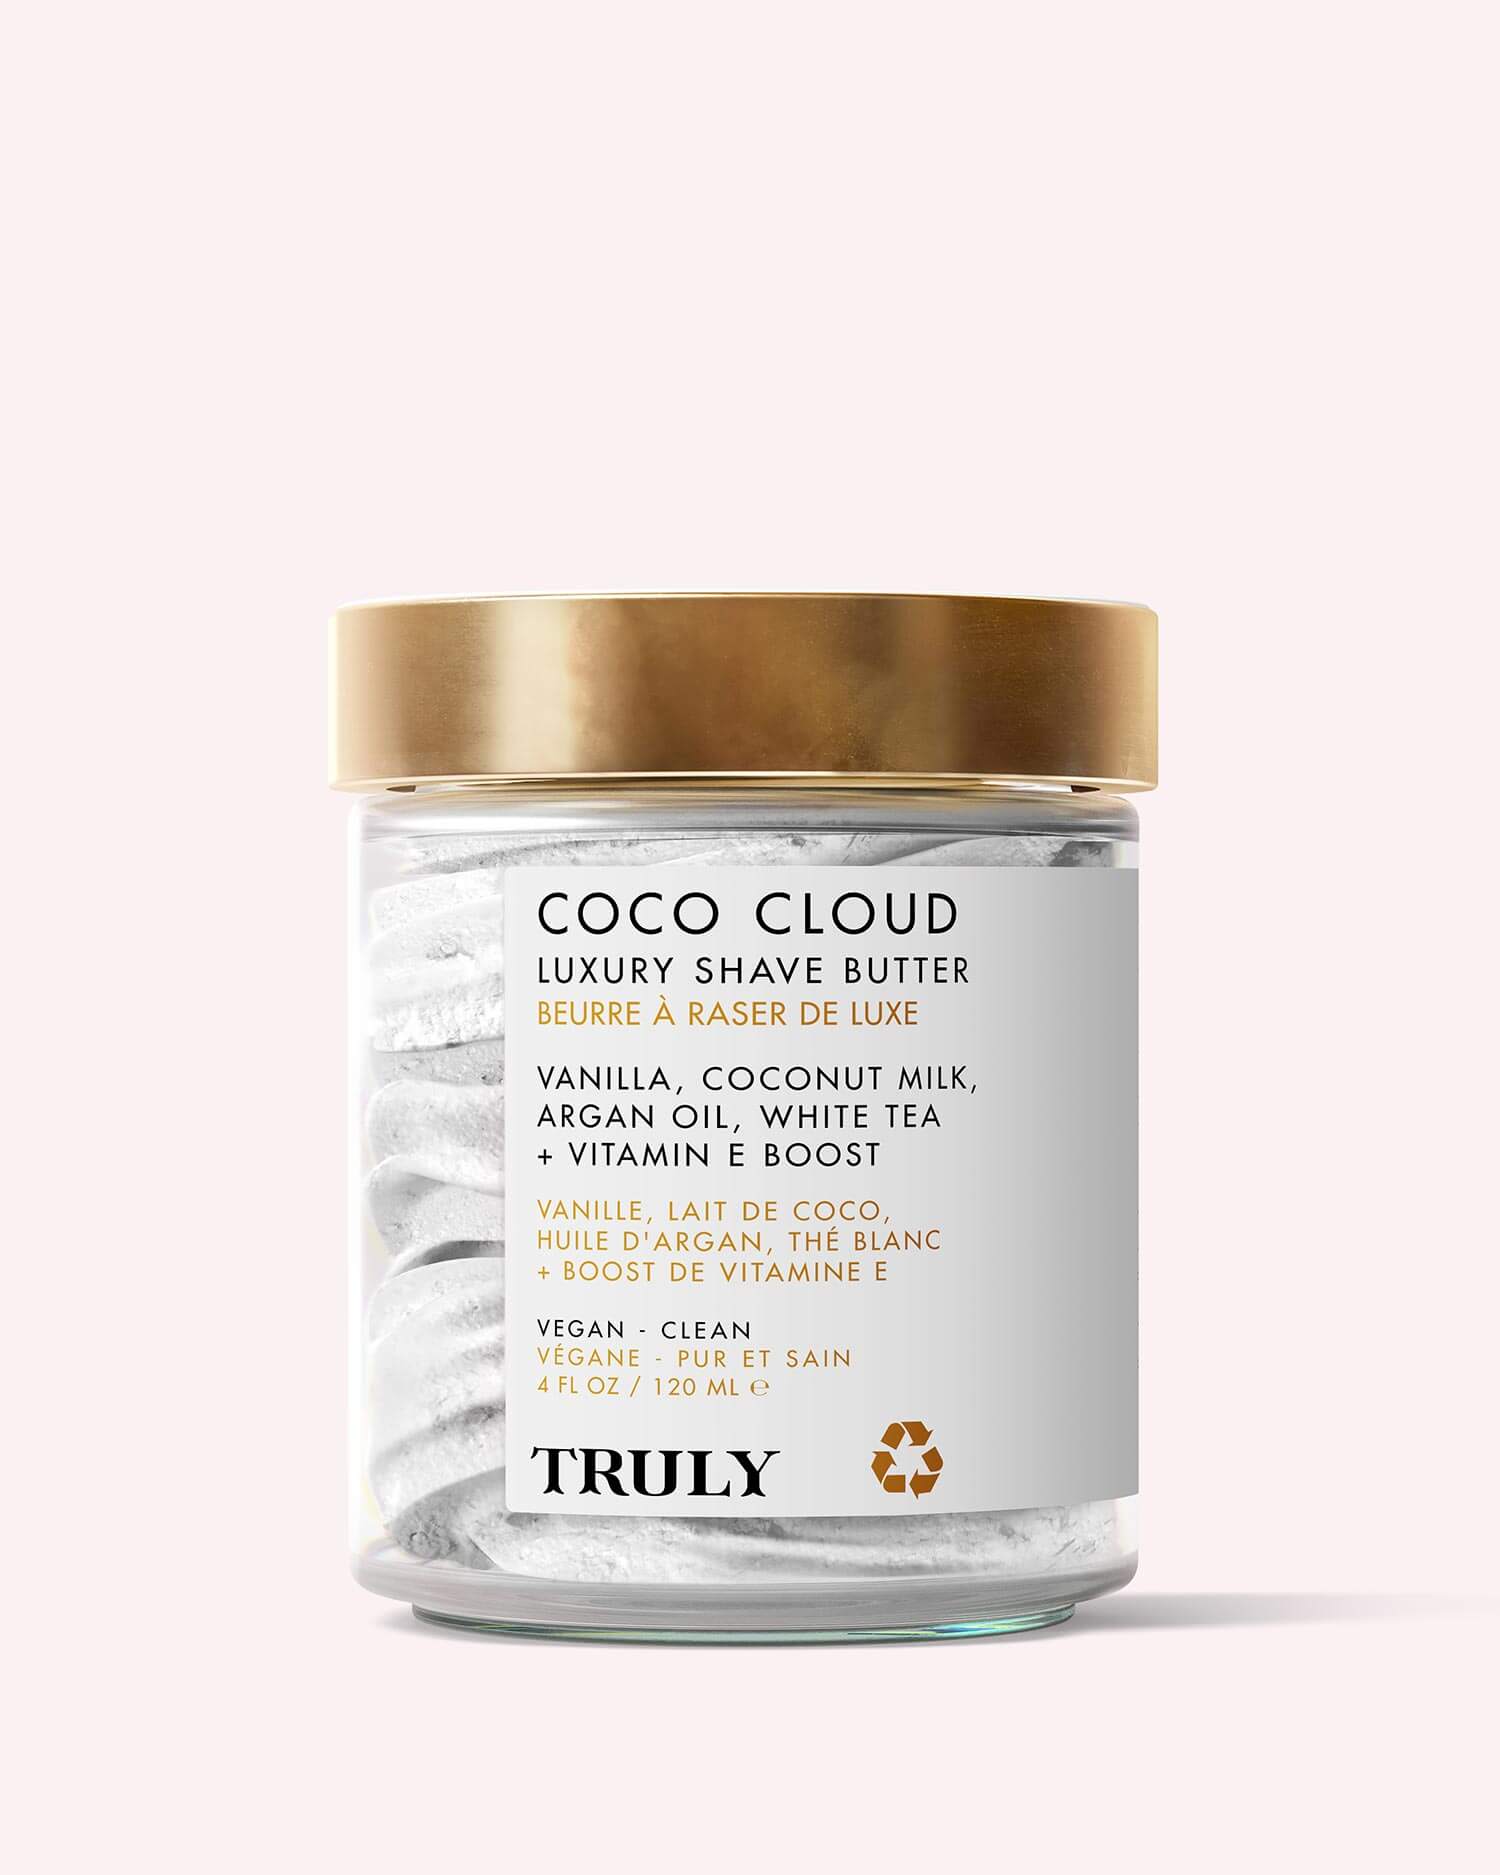 COCO CLOUD
LUXURY SHAVE BUTTER
BEURRE À RASER DE LUXE
VANILLA, COCONUT MILK,
ARGAN OIL, WHITE TEA
+ VITAMIN E BOOST
VANILLE, LAIT DE COCO,
HUILE D'ARGAN, THÉ BLANC
+ BOOST DE VITAMINE E
VEGAN - CLEAN
VÉGANE - PUR ET SAIN
4 FL OZ / 120 ML ℮
TRULY